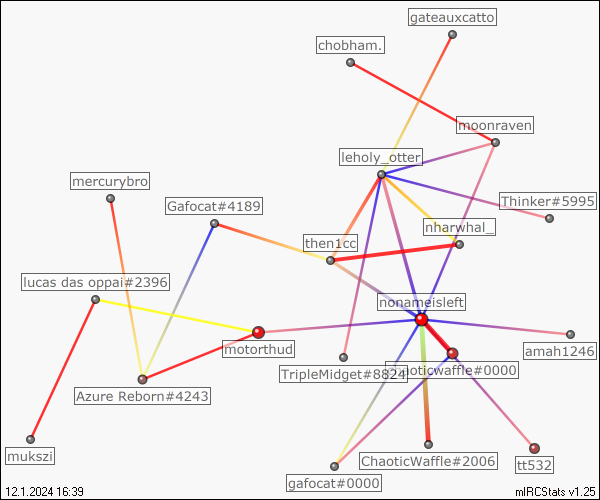 gateauxcatto
chobham.
moonraven
leholy_otter
mercurybro
Thinker#5995
Gafocat#4189
nharwhal_
then1cc
lucas das oppai#2396
nonameisleft
motorthud
amah1246
TripleMidget#8824
chaoticwaffle#0000
Azure Reborn#4243
mukszi
ChaoticWaffle#2006
tt532
gafocat#0000
12.1.2024 16:39
mIRCStats v1.25